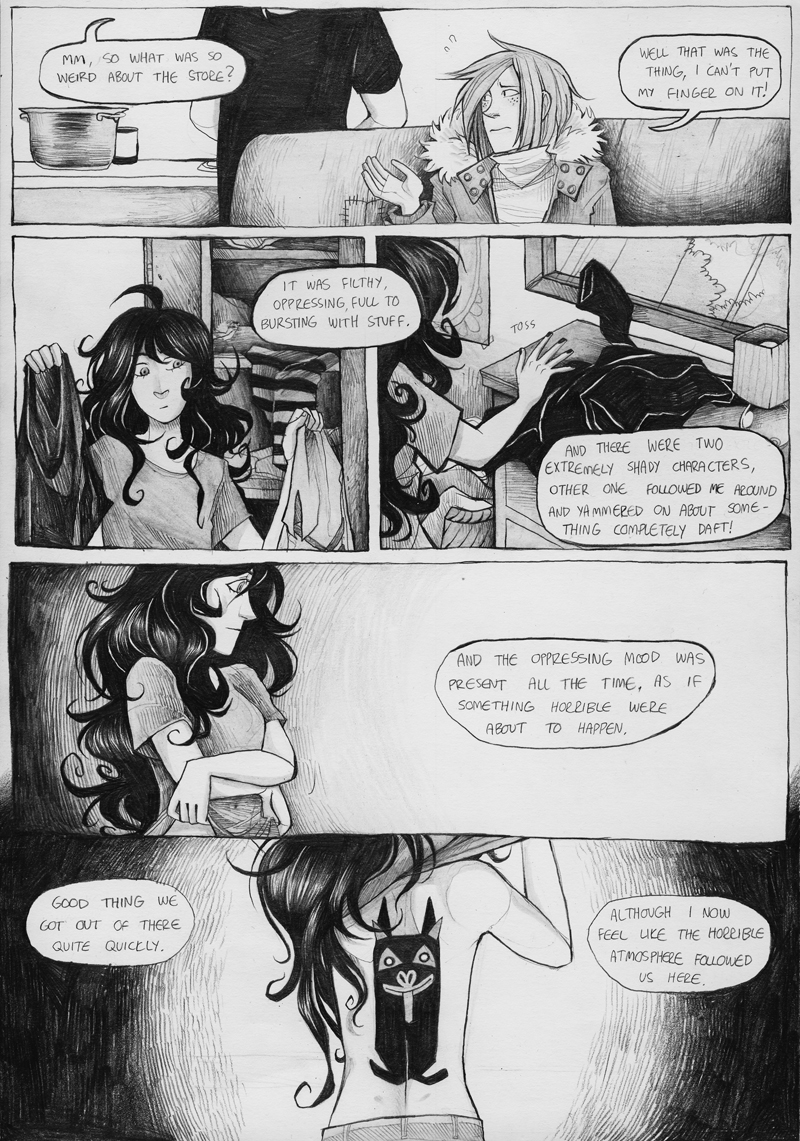 MM, SO WHAT WAS SO
WEIRD ABOUT THE STORE?
WELL THAT WAS THE
THING, I CAN'T PUT
MY FINGER ON IT!
IT WAS FILTHY,
OPPRESSING, FULL TO
BURSTING WITH STUFF.
TOSS
AND THERE WERE TWO
EXTREMELY SHADY CHARACTERS,
OTHER ONE FOLLOWED ME AROUND
AND YAMMERED ON ABOUT SOME-
THING COMPLETELY DAFT!
AND THE OPPRESSING MOOD WAS
PRESENT ALL THE TIME, AS IF
SOMETHING HORRIBLE WERE
ABOUT TO HAPPEN.
GOOD THING WE
GOT OUT OF THERE
QUITE QUICKLY.
ALTHOUGH I NOW
FEEL LIKE THE HORRIBLE
ATMOSPHERE FOLLOWED
US HERE.